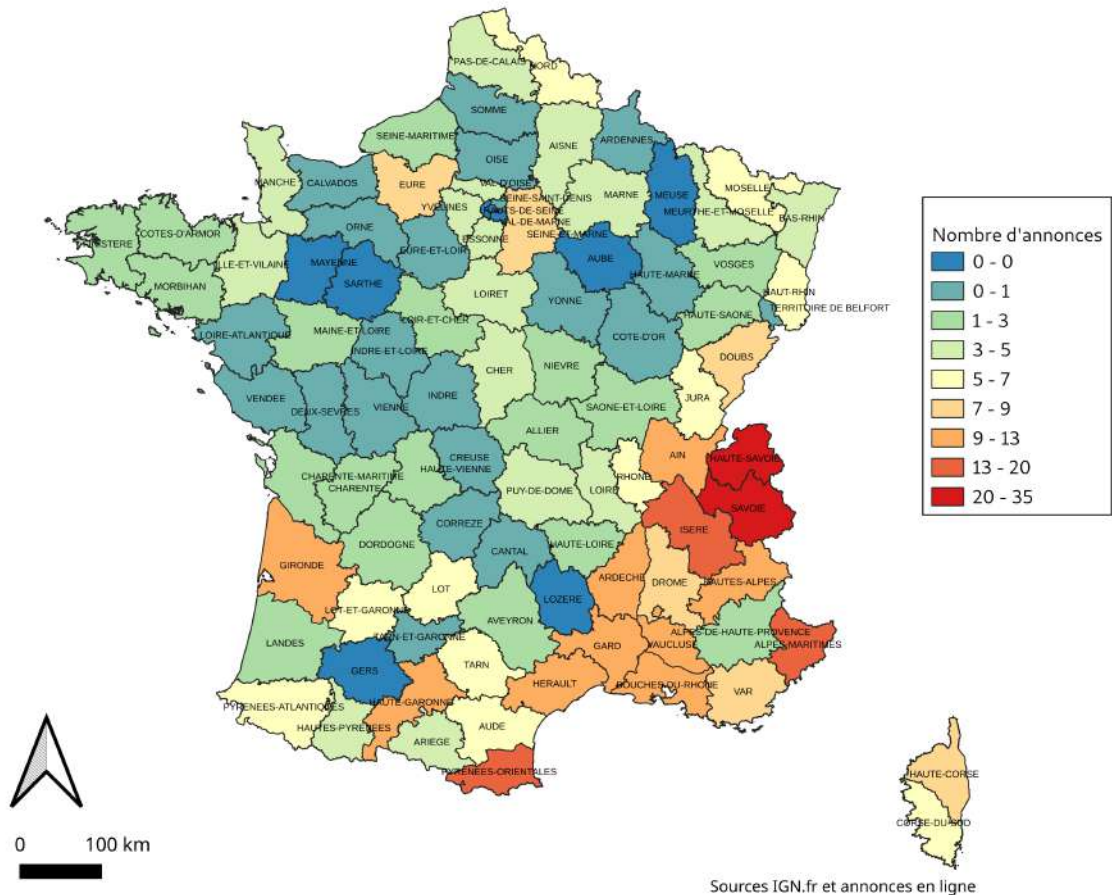 PAS-DE-CALAIS
NORD
SOMME
SEINE-MARITIME
AISNE
ARDENNES
OISE
MANCHE
CALVADOS
EURE
VAL D'OISE
MARNE
MEUSE
MOSELLE
YVELINES
SEINE-SAINT-DENIS
HAUTS-DE-SEINE
VAL-DE-MARNE
MEURTHE-ET-MOSELLE
BAS-RHIN
ESSONNE
SEINE-ET-MARNE
FINISTERE
COTES-D'ARMOR
ORNE
EURE-ET-LOIR
ILLE-ET-VILAINE
MAYENNE
AUBE
HAUTE-MARNE
VOSGES
MORBIHAN
SARTHE
LOIRET
YONNE
HAUT-RHIN
TERRITOIRE DE BELFORT
LOIRE-ATLANTIQUE
MAINE-ET-LOIRE
LOIR-ET-CHER
HAUTE-SAONE
INDRE-ET-LOIRE
COTE-D'OR
DOUBS
CHER
NIEVRE
VENDEE
DEUX-SEVRES
VIENNE
INDRE
JURA
SAONE-ET-LOIRE
ALLIER
CREUSE
AIN
HAUTE-SAVOIE
CHARENTE-MARITIME
HAUTE-VIENNE
RHONE
CHARENTE
PUY-DE-DOME
LOIRE
SAVOIE
CORREZE
ISERE
DORDOGNE
CANTAL
HAUTE-LOIRE
GIRONDE
ARDECHE
DROME
HAUTES-ALPES
LOT
LOZERE
LOT-ET-GARONNE
AVEYRON
LANDES
TARN-ET-GARONNE
ALPES-DE-HAUTE-PROVENCE
GARD
VAUCLUSE
ALPES-MARITIMES
GERS
TARN
HERAULT
BOUCHES-DU-RHONE
VAR
HAUTE-GARONNE
PYRENEES-ATLANTIQUES
HAUTES-PYRENEES
AUDE
ARIEGE
PYRENEES-ORIENTALES
HAUTE-CORSE
CORSE-DU-SUD
Nombre d'annonces
0 - 0
0 - 1
1 - 3
3 - 5
5 - 7
7 - 9
9 - 13
13 - 20
20 - 35
0 100 km
Sources IGN.fr et annonces en ligne